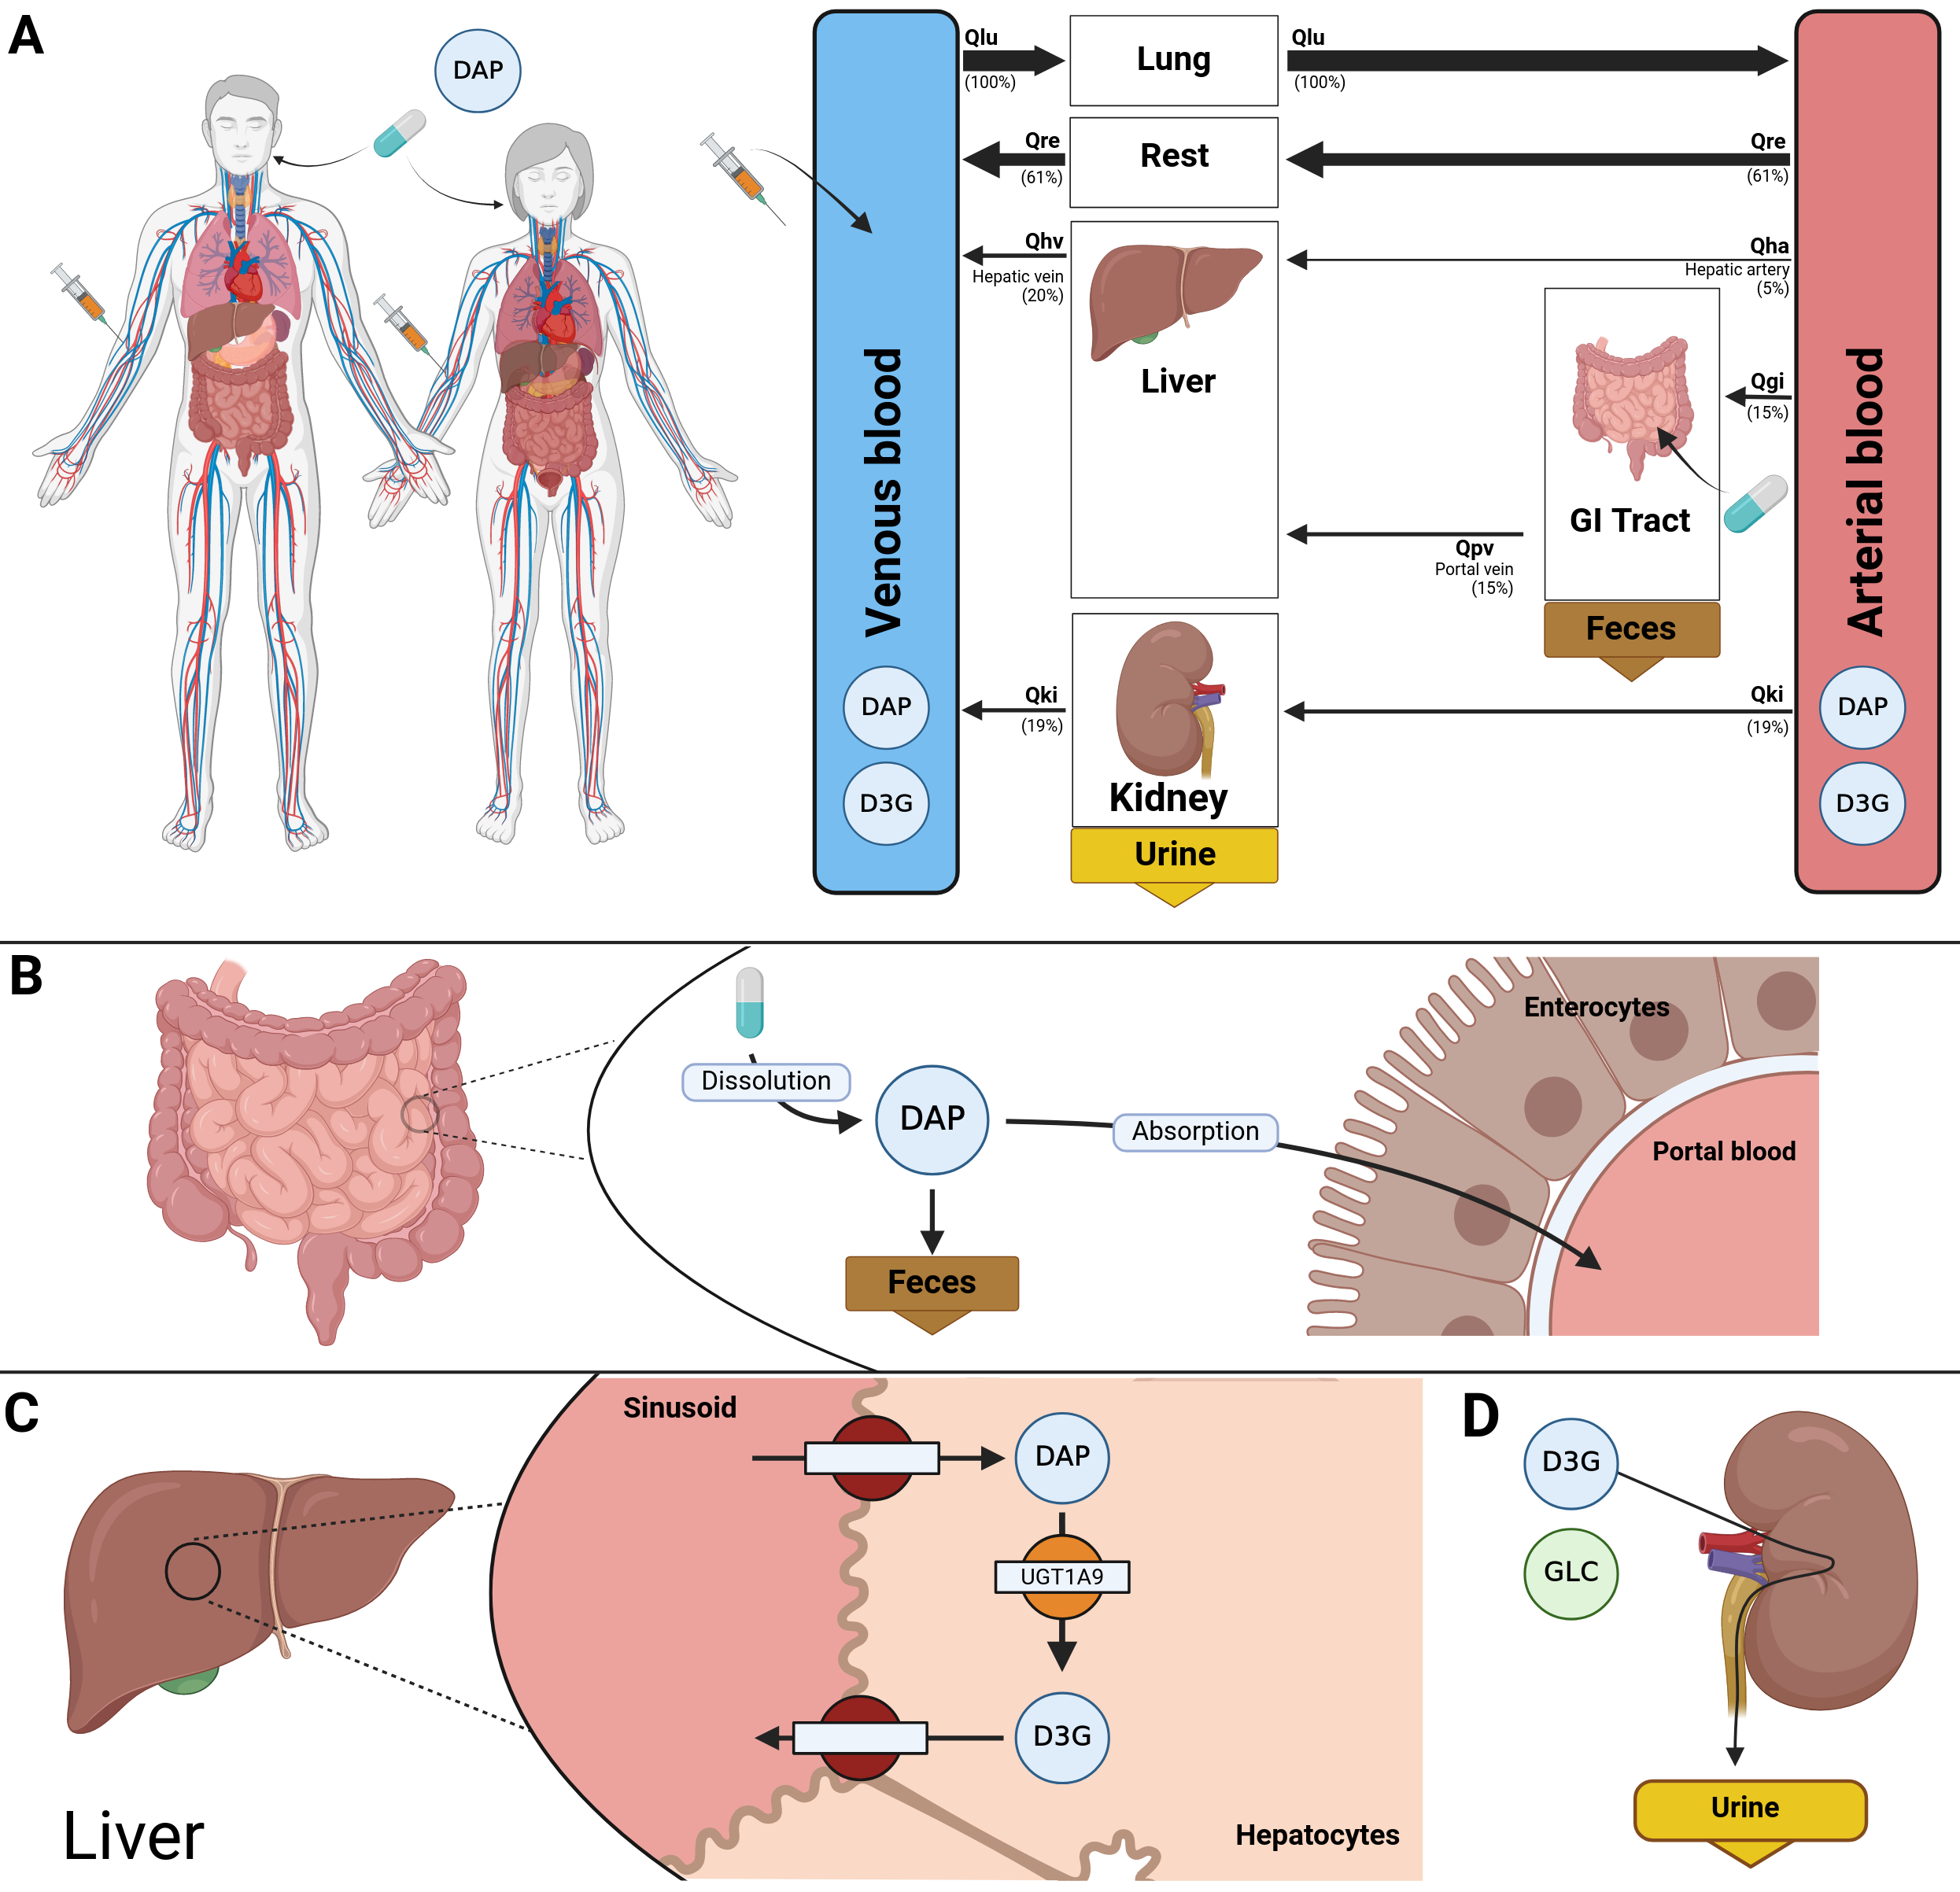 A
DAP
Venous blood
DAP
D3G
Qlu
(100%)
Lung
Qlu
(100%)
Qre
(61%)
Rest
Qre
(61%)
Qhv
Hepatic vein
(20%)
Liver
Qha
Hepatic artery
(5%)
Qgi
(15%)
GI Tract
Qpv
Portal vein
(15%)
Feces
Qki
(19%)
Kidney
Urine
Qki
(19%)
Arterial blood
DAP
D3G
B
Dissolution
DAP
Absorption
Feces
Enterocytes
Portal blood
C
Liver
Sinusoid
DAP
UGT1A9
D3G
Hepatocytes
D
D3G
GLC
Urine